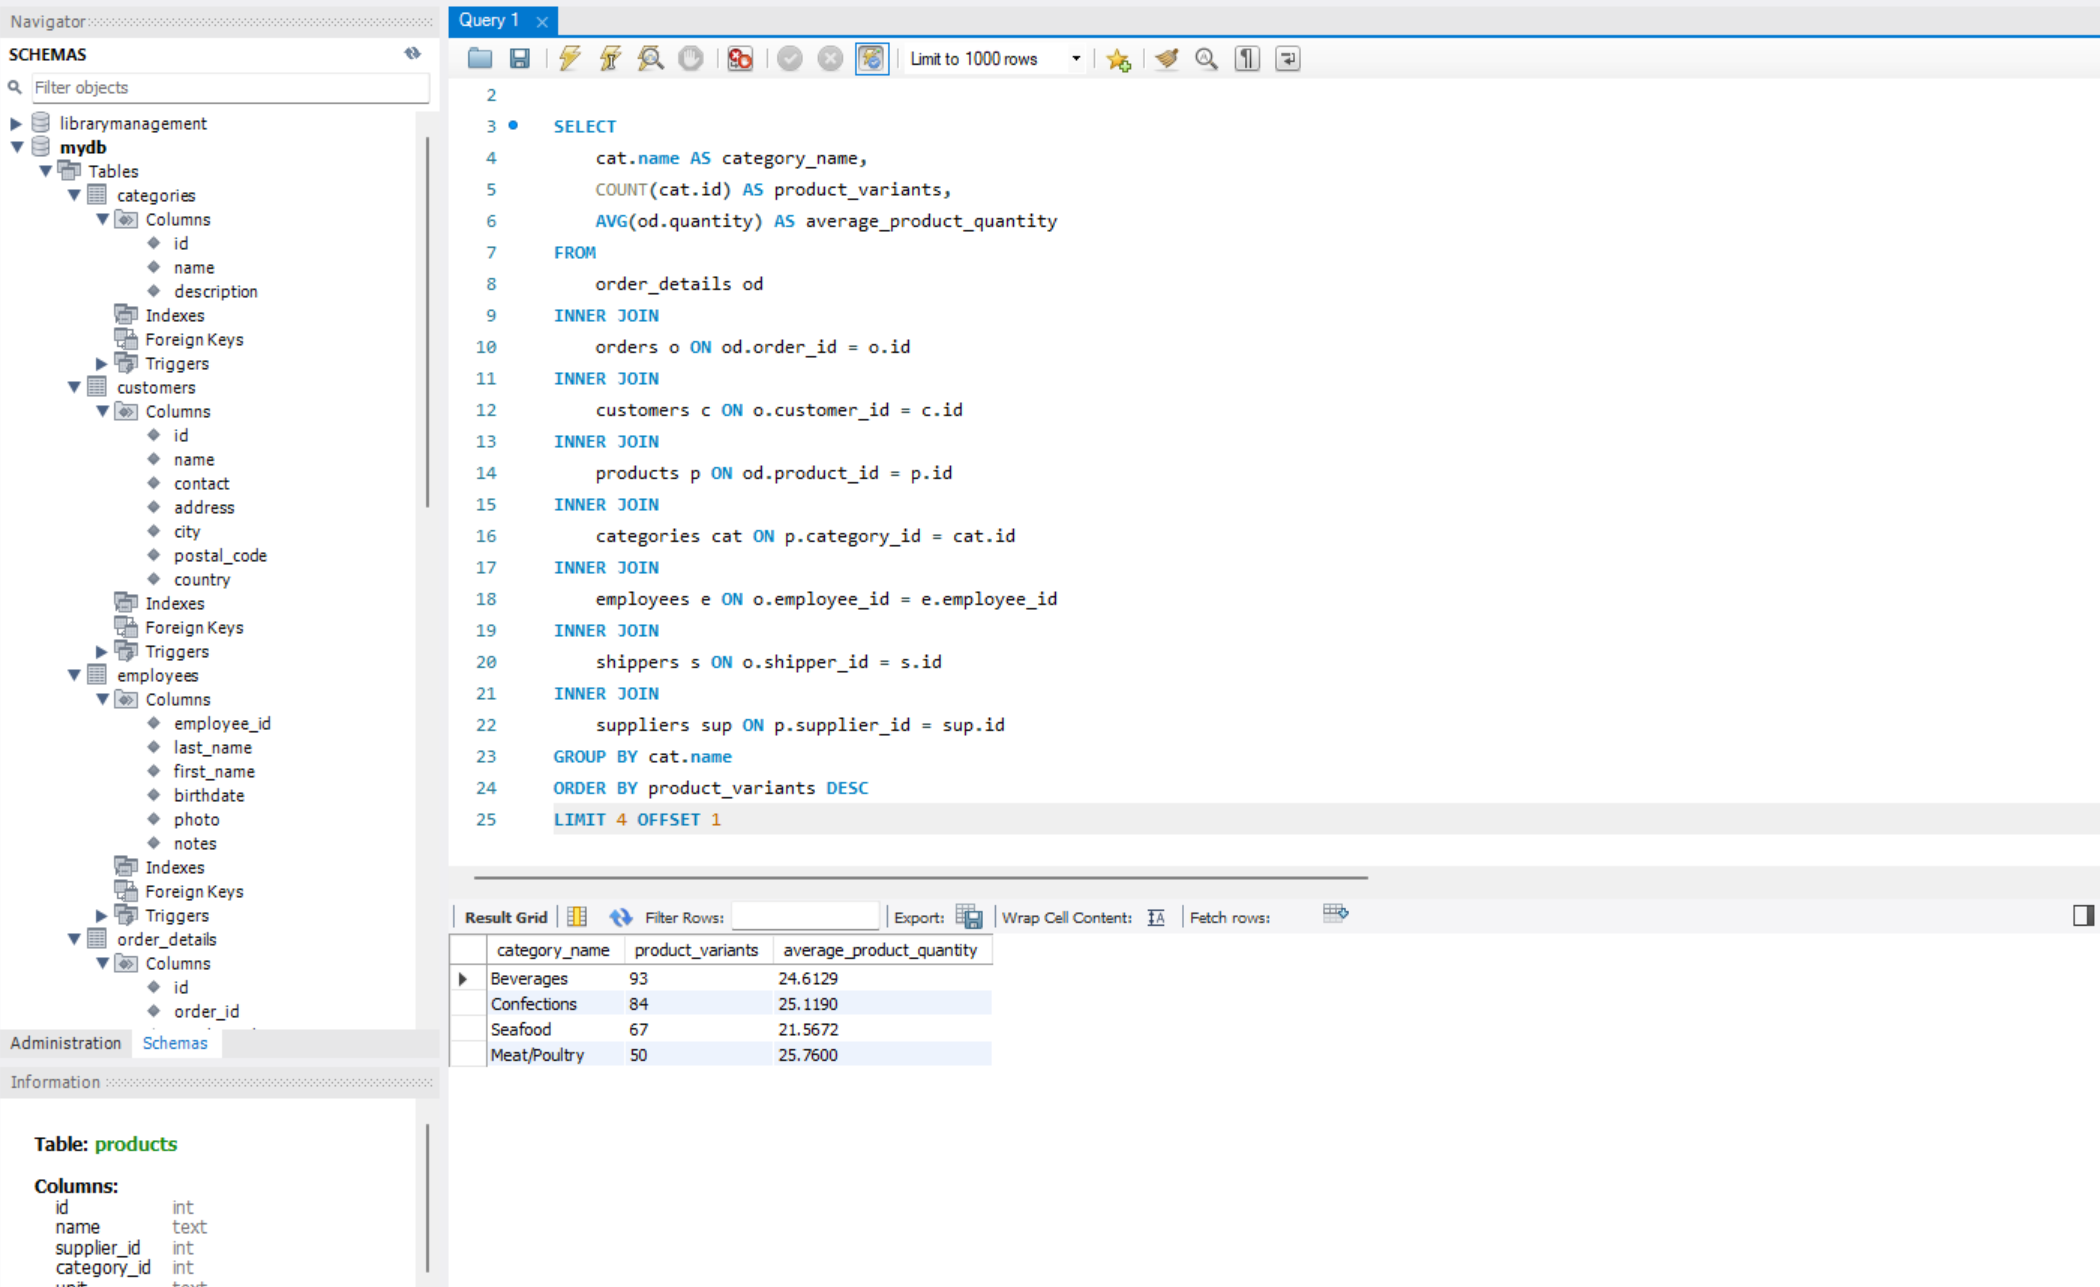 Navigator
SCHEMAS
Filter objects
librarymanagement
mydb
Tables
categories
Columns
id
name
description
Indexes
Foreign Keys
Triggers
customers
Columns
id
name
contact
address
city
postal_code
country
Indexes
Foreign Keys
Triggers
employees
Columns
employee_id
last_name
first_name
birthdate
photo
notes
Indexes
Foreign Keys
Triggers
order_details
Columns
id
order_id
Administration Schemas
Information
Table: products
Columns:
id int
name text
supplier_id int
category_id int
Query 1
Limit to 1000 rows
2
3 SELECT
4 cat.name AS category_name,
5 COUNT(cat.id) AS product_variants,
6 AVG(od.quantity) AS average_product_quantity
7 FROM
8 order_details od
9 INNER JOIN
10 orders o ON od.order_id = o.id
11 INNER JOIN
12 customers c ON o.customer_id = c.id
13 INNER JOIN
14 products p ON od.product_id = p.id
15 INNER JOIN
16 categories cat ON p.category_id = cat.id
17 INNER JOIN
18 employees e ON o.employee_id = e.employee_id
19 INNER JOIN
20 shippers s ON o.shipper_id = s.id
21 INNER JOIN
22 suppliers sup ON p.supplier_id = sup.id
23 GROUP BY cat.name
24 ORDER BY product_variants DESC
25 LIMIT 4 OFFSET 1
Result Grid Filter Rows: Export: Wrap Cell Content: Fetch rows:
category_name product_variants average_product_quantity
Beverages 93 24.6129
Confections 84 25.1190
Seafood 67 21.5672
Meat/Poultry 50 25.7600